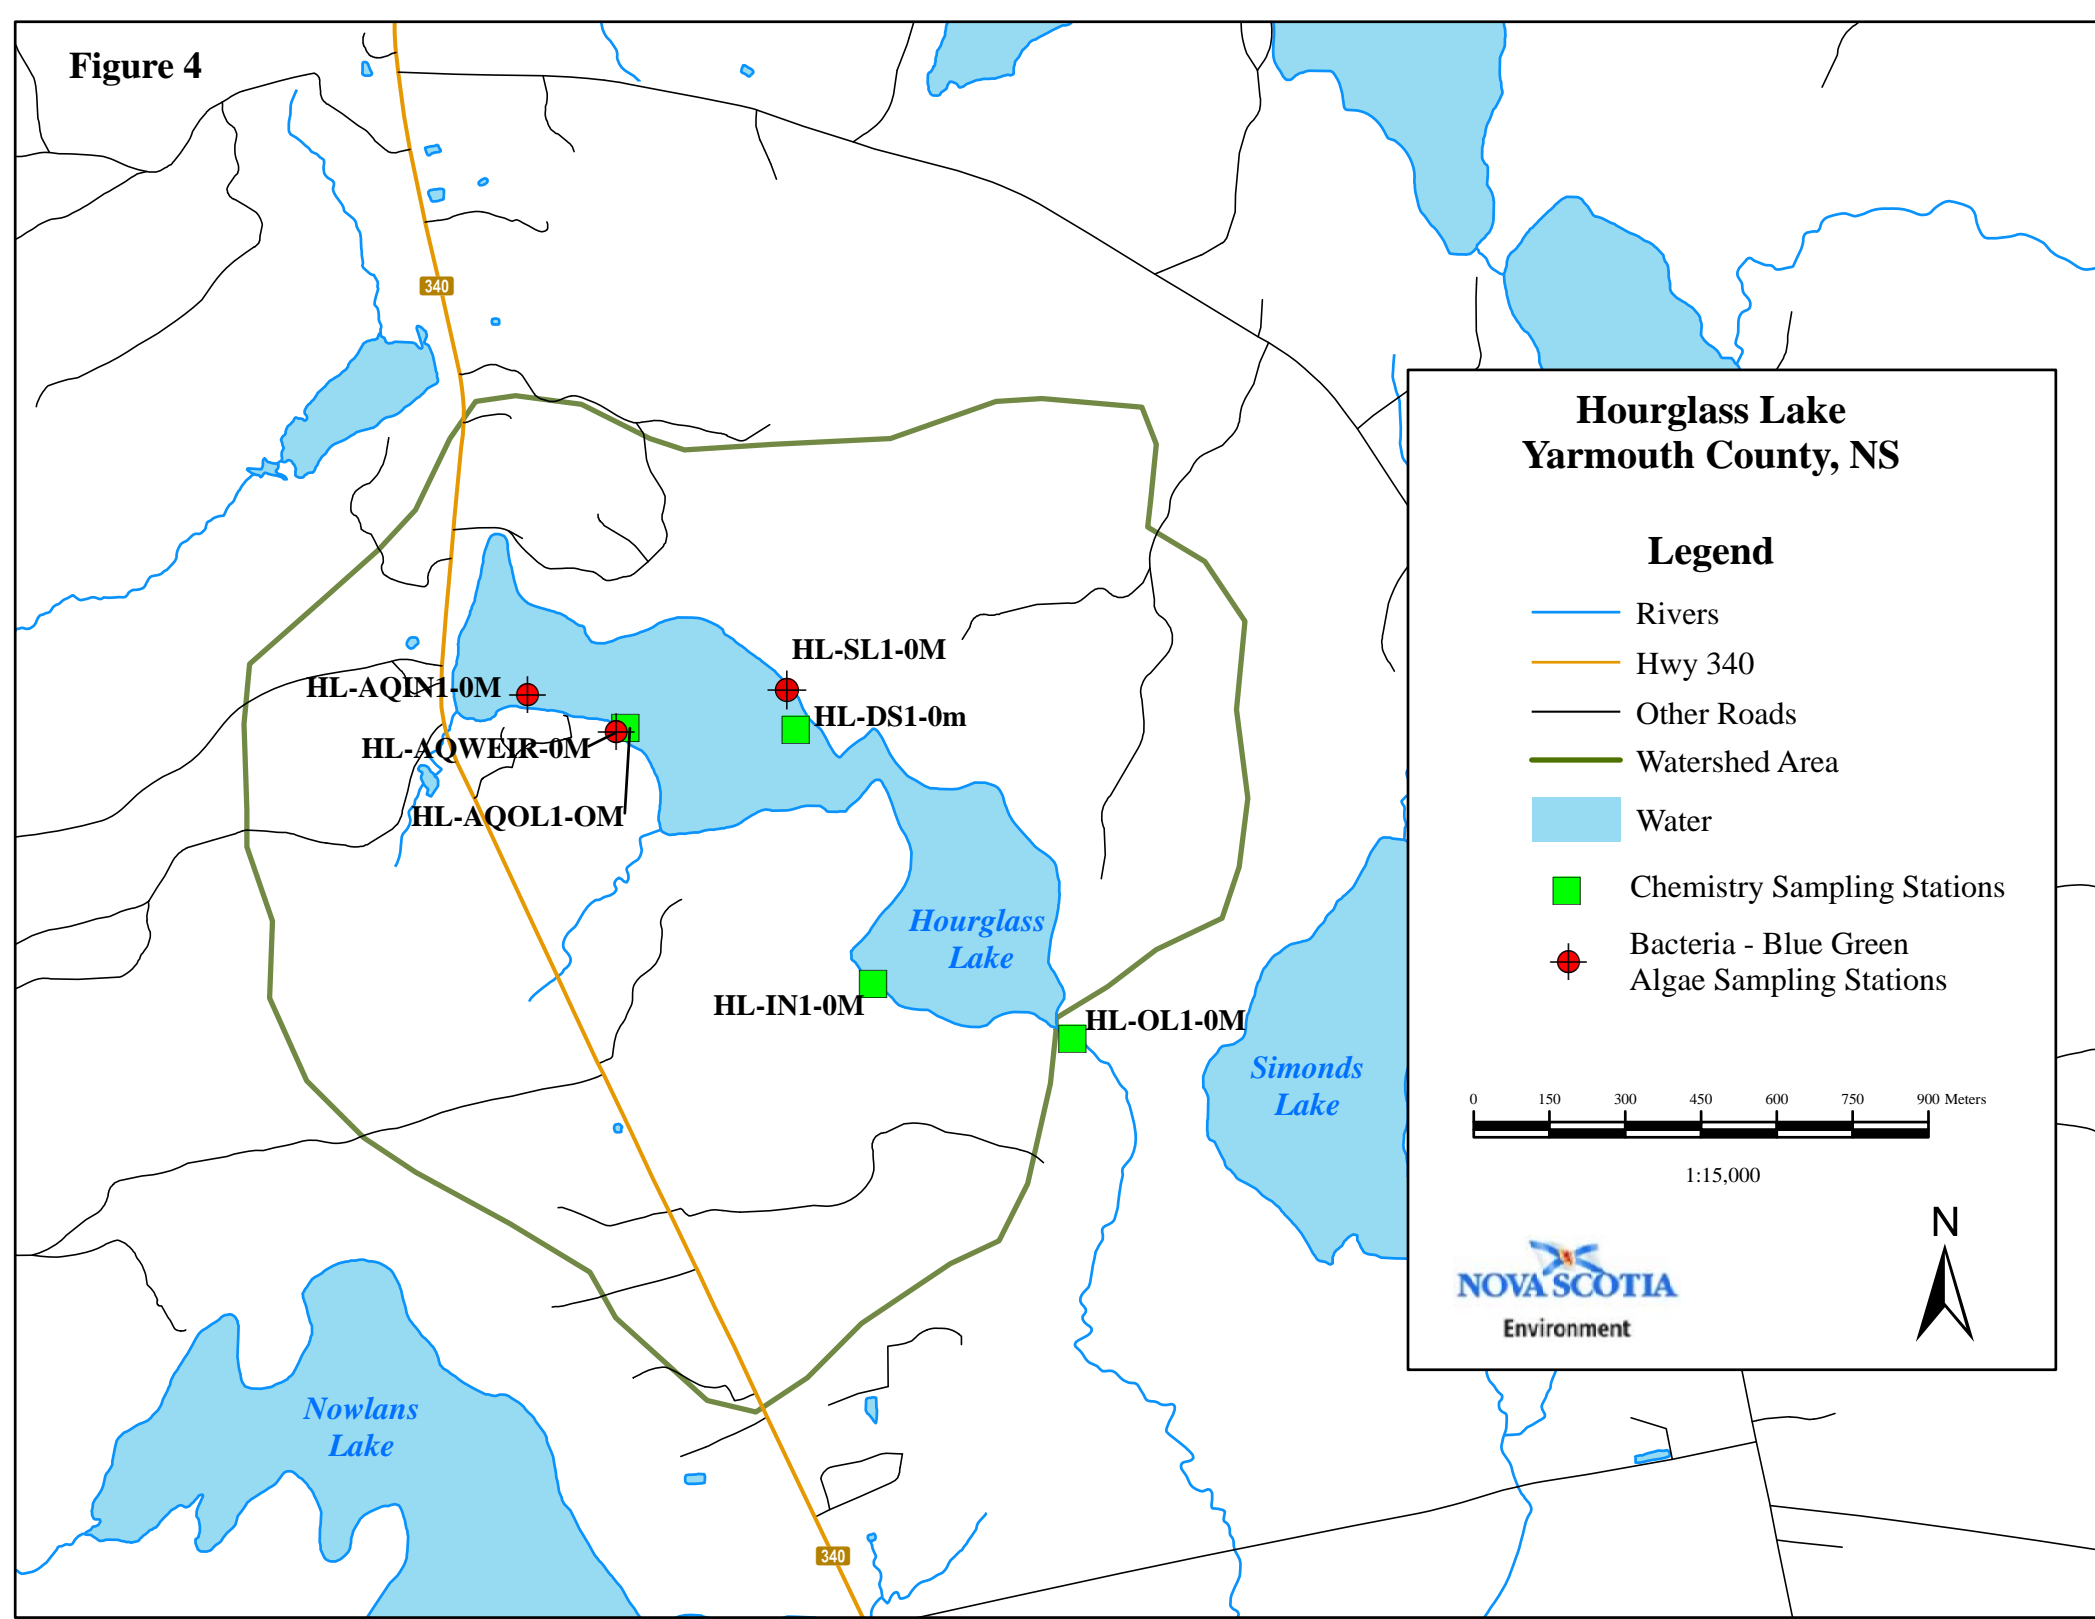 Figure 4
340
HL-SL1-0M
HL-AQIN1-0M
HL-DS1-0m
HL-AQWEIR-0M
HL-AQOL1-OM
Hourglass
Lake
HL-IN1-0M
HL-OL1-0M
Simonds
Lake
Nowlans
Lake
340
Hourglass Lake
Yarmouth County, NS
Legend
Rivers
Hwy 340
Other Roads
Watershed Area
Water
Chemistry Sampling Stations
Bacteria - Blue Green
Algae Sampling Stations
0 150 300 450 600 750 900 Meters
1:15,000
N
NOVA SCOTIA
Environment